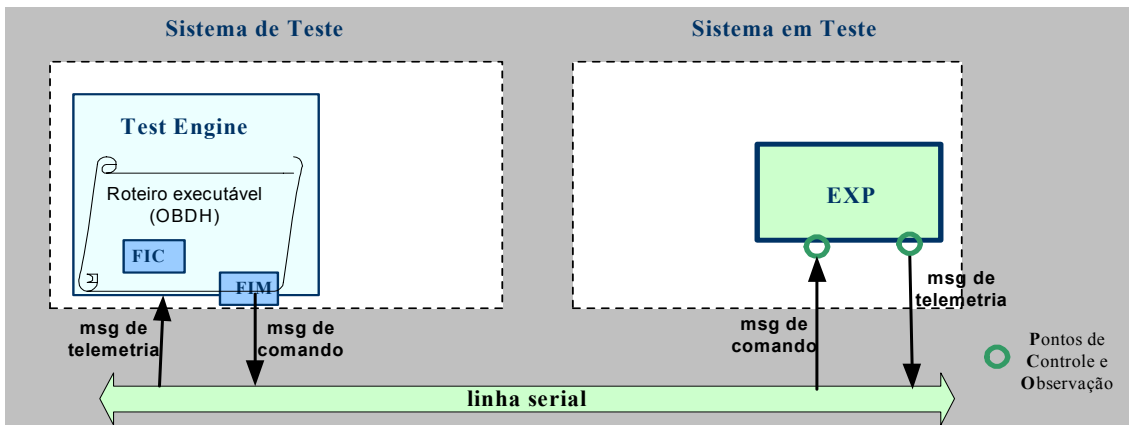 Sistema de Teste
Sistema em Teste
Test Engine
Roteiro executável
(OBDH)
FIC
FIM
EXP
msg de
telemetria
msg de
comando
msg de
comando
msg de
telemetria
Pontos de
Controle e
Observação
linha serial